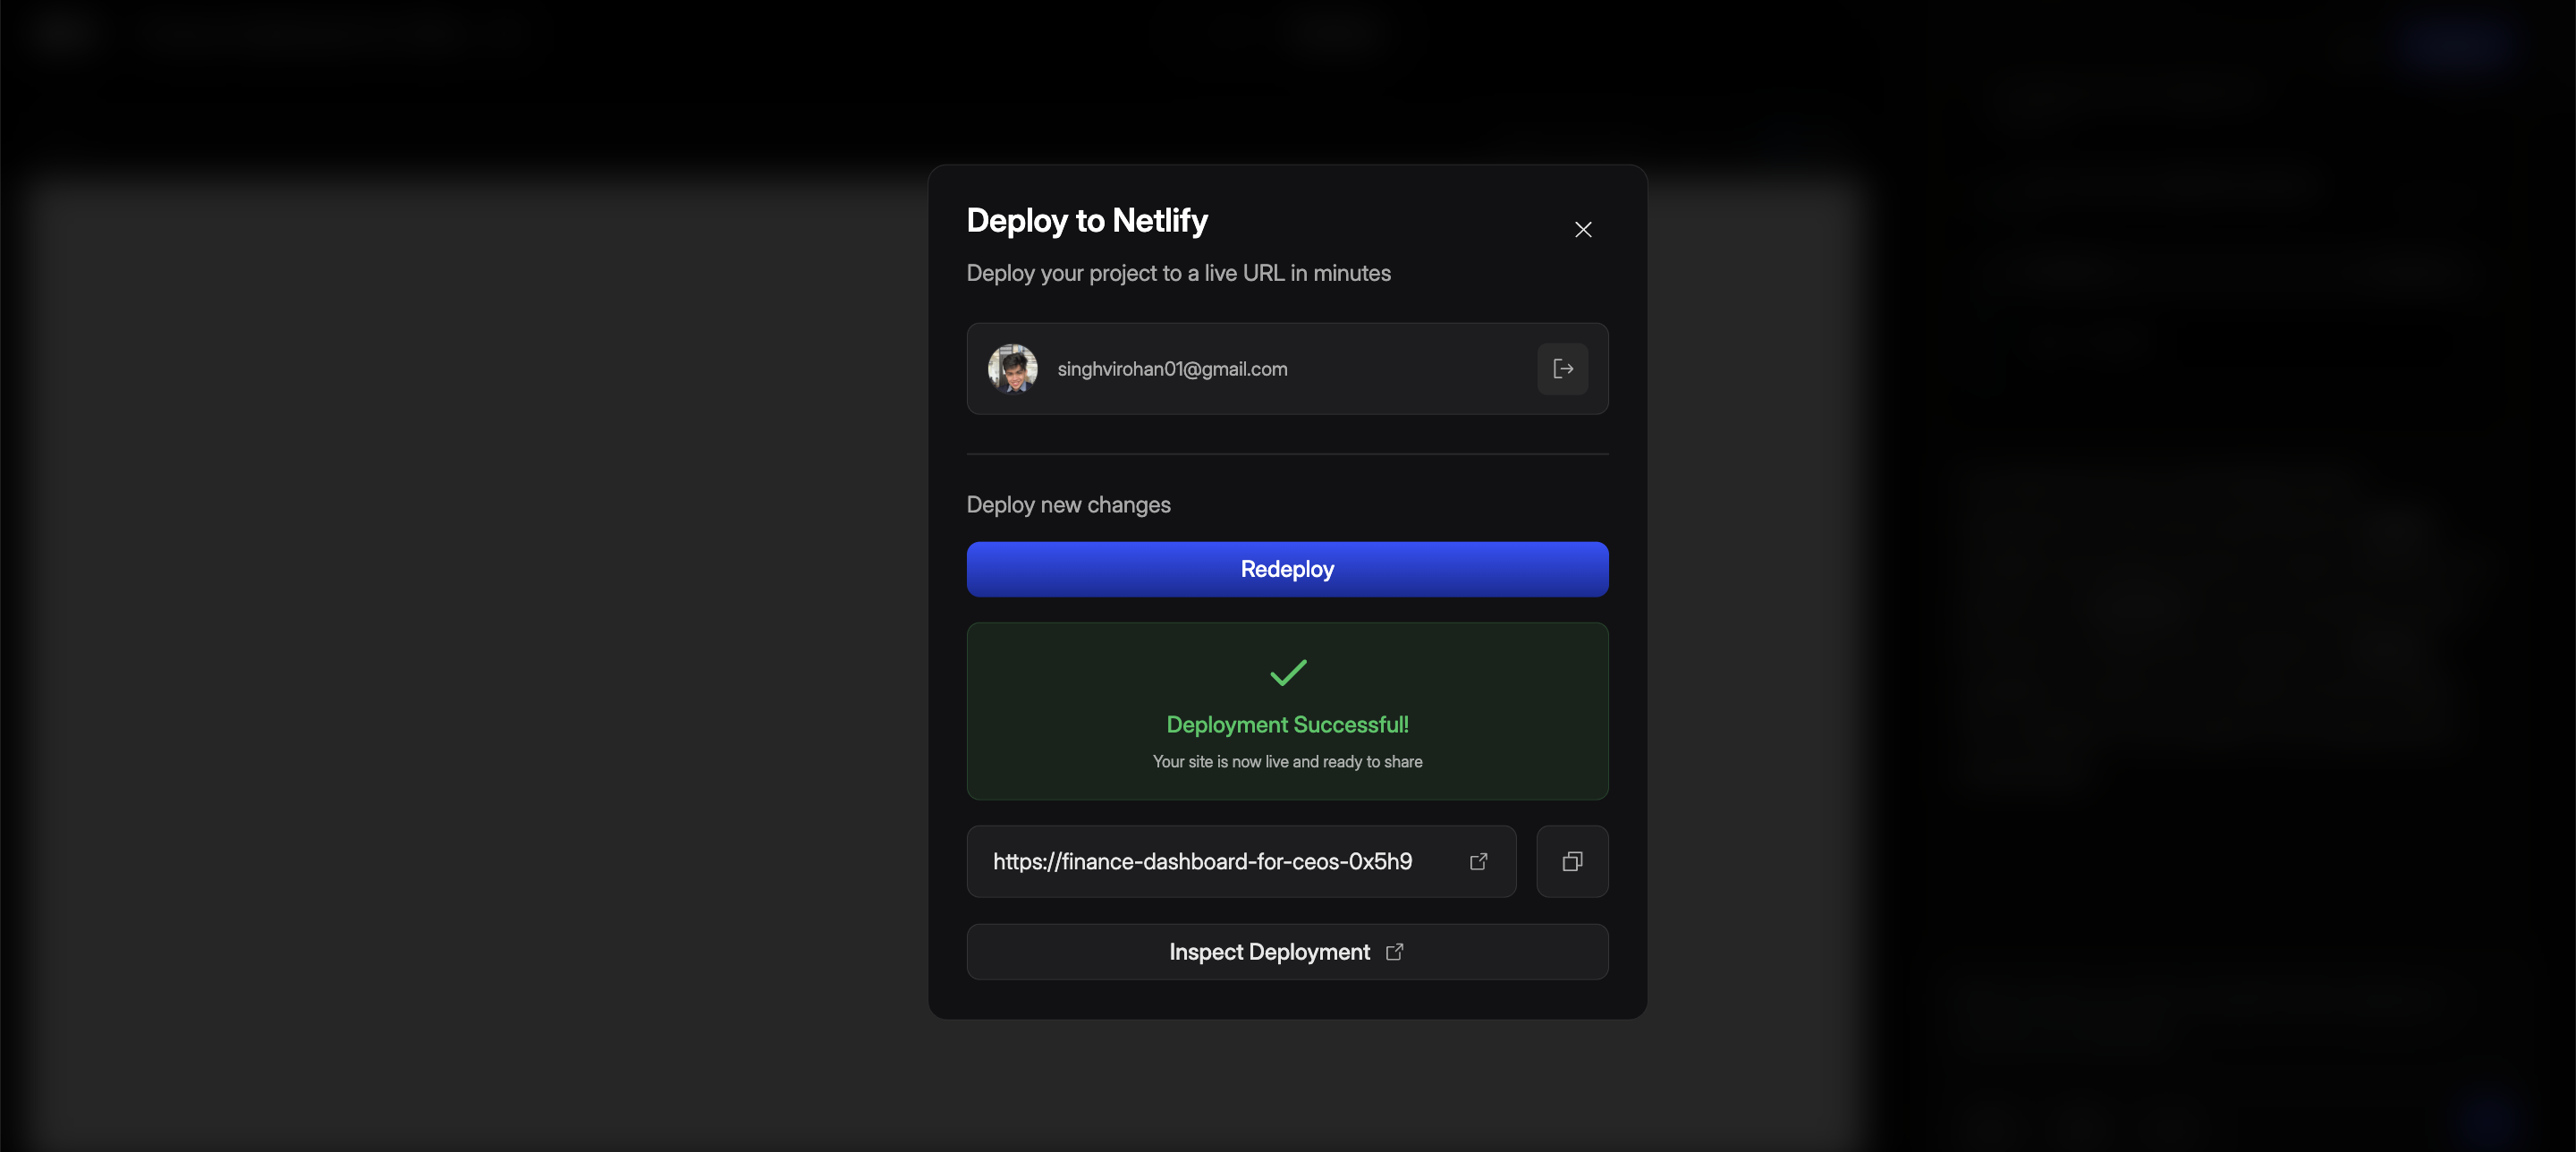 Deploy to Netlify
Deploy your project to a live URL in minutes
singhvirohan01@gmail.com
Deploy new changes
Redeploy
Deployment Successful!
Your site is now live and ready to share
https://finance-dashboard-for-ceos-0x5h9
Inspect Deployment